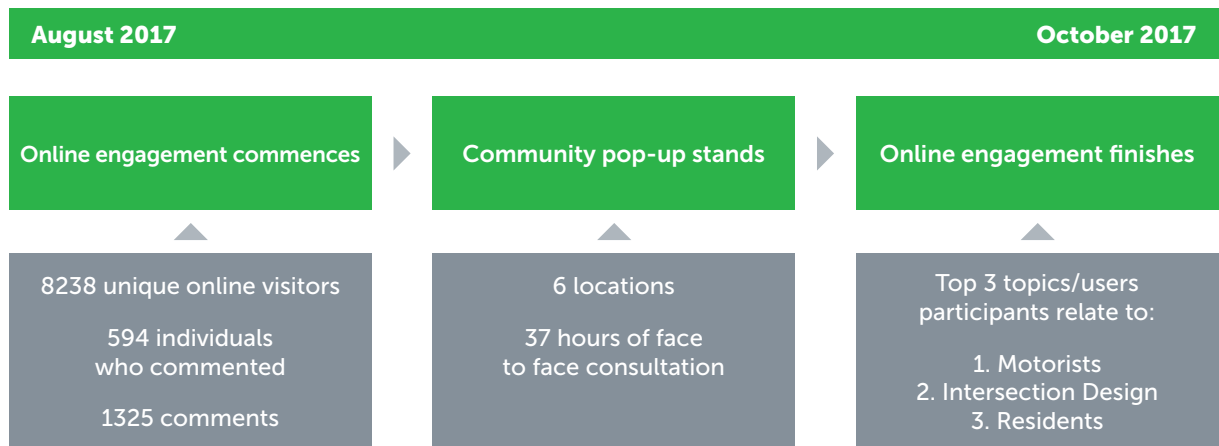 August 2017
October 2017
Online engagement commences
Community pop-up stands
Online engagement finishes
8238 unique online visitors
594 individuals
who commented
1325 comments
6 locations
37 hours of face
to face consultation
Top 3 topics/users
participants relate to:
1. Motorists
2. Intersection Design
3. Residents